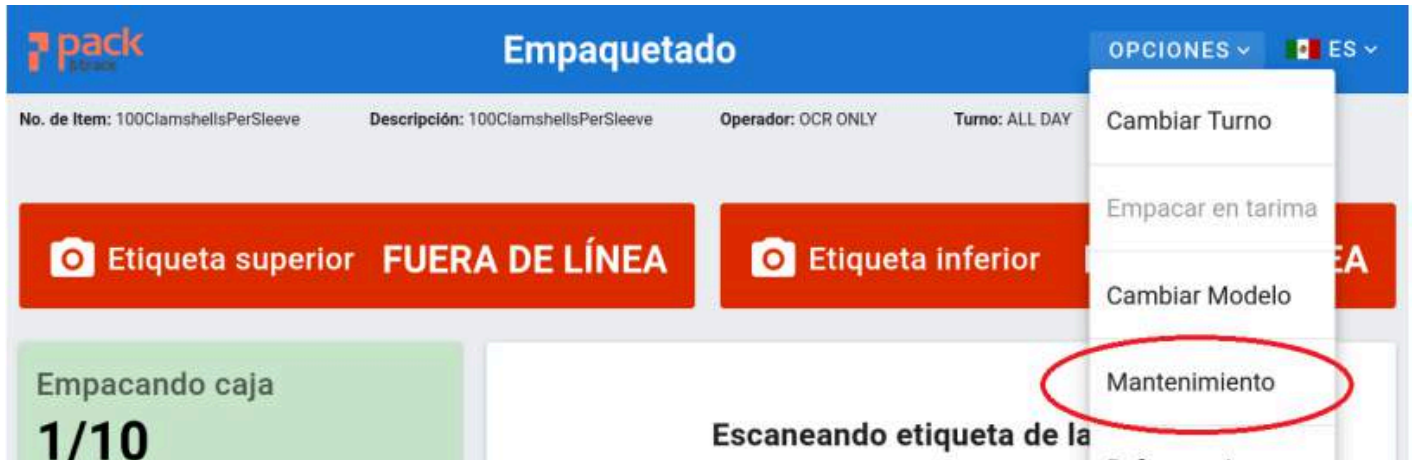 pack
Empaquetado
OPCIONES
ES
No. de Item: 100ClamshellsPerSleeve
Descripción: 100ClamshellsPerSleeve
Operador: OCR ONLY
Turno: ALL DAY
Cambiar Turno
Empacar en tarima
Cambiar Modelo
Mantenimiento
Etiqueta superior FUERA DE LÍNEA
Etiqueta inferior
EA
Empacando caja
1/10
Escaneando etiqueta de la